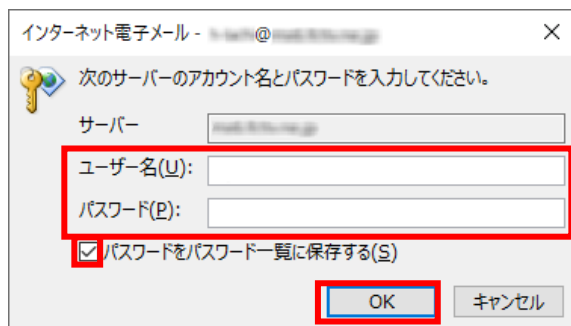 インターネット電子メール - @
次のサーバーのアカウント名とパスワードを入力してください。
サーバー
ユーザー名(U):
パスワード(P):
パスワードをパスワード一覧に保存する(S)
OK キャンセル